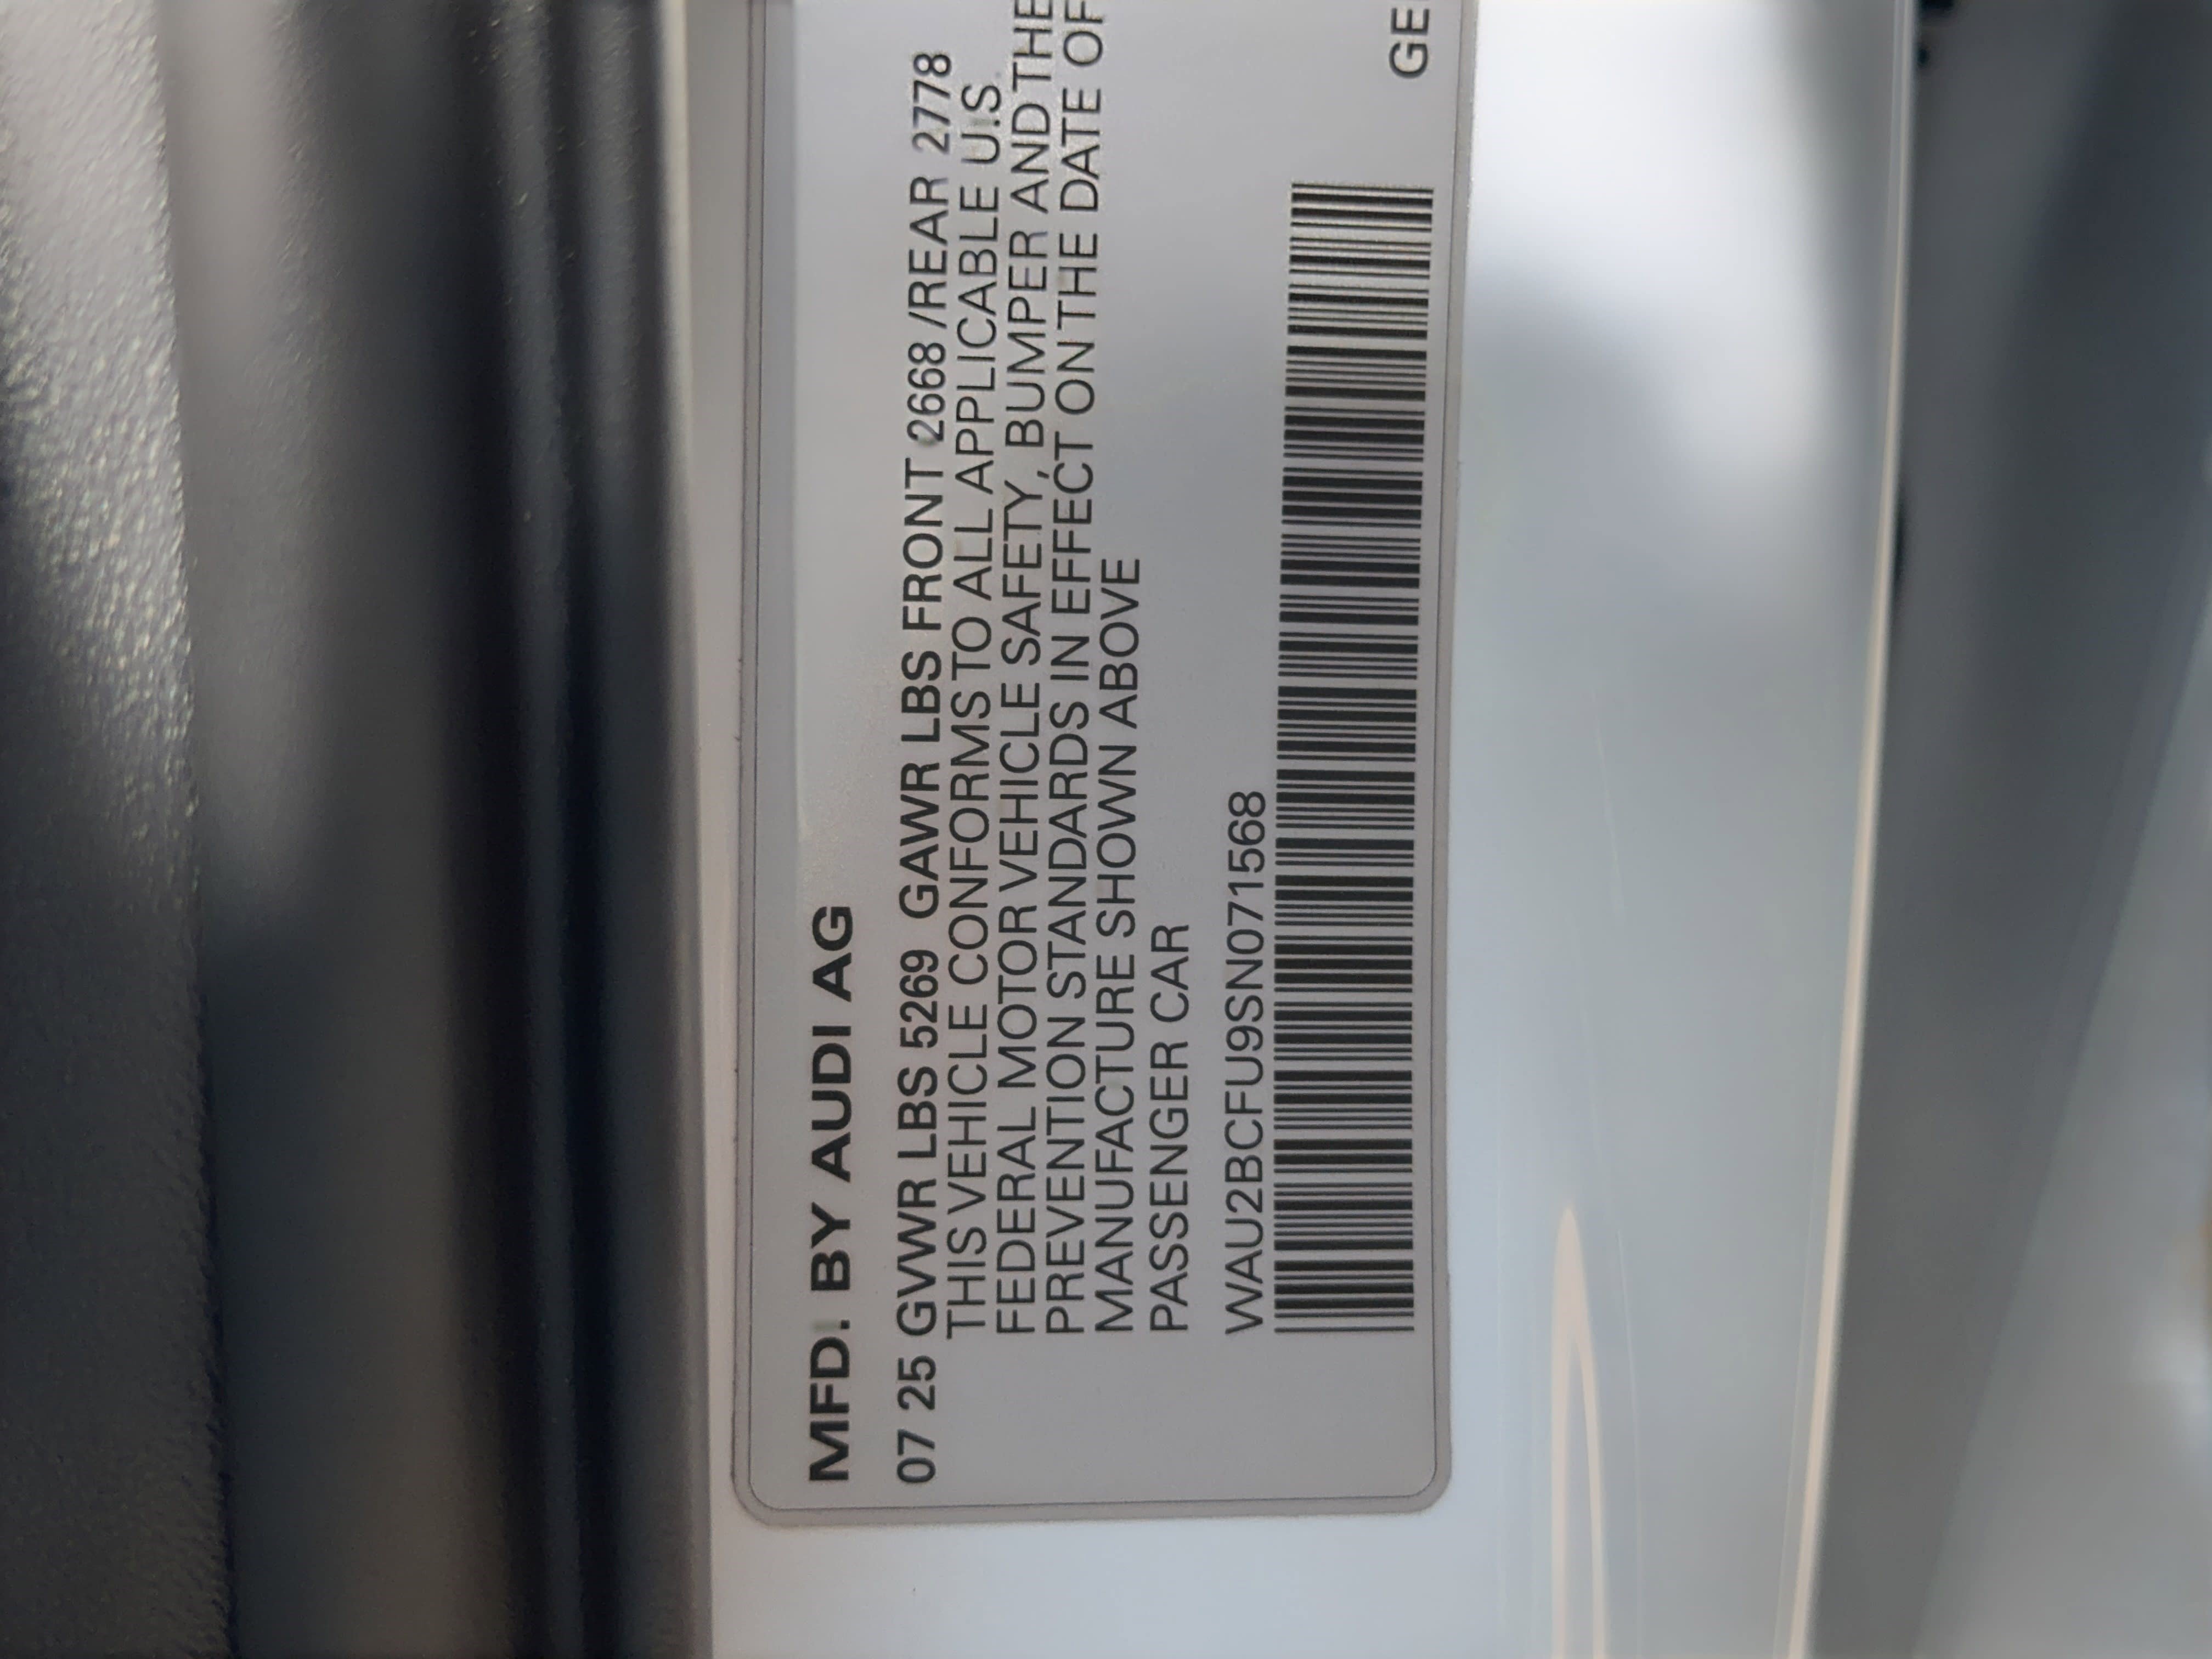 MFD. BY AUDI AG
07 25 GVWR LBS 5269 GAWR LBS FRONT 2668 /REAR 2778
THIS VEHICLE CONFORMS TO ALL APPLICABLE U.S.
FEDERAL MOTOR VEHICLE SAFETY, BUMPER AND THE
PREVENTION STANDARDS IN EFFECT ON THE DATE OF
MANUFACTURE SHOWN ABOVE
PASSENGER CAR
WAU2BCFU9SN071568
GE